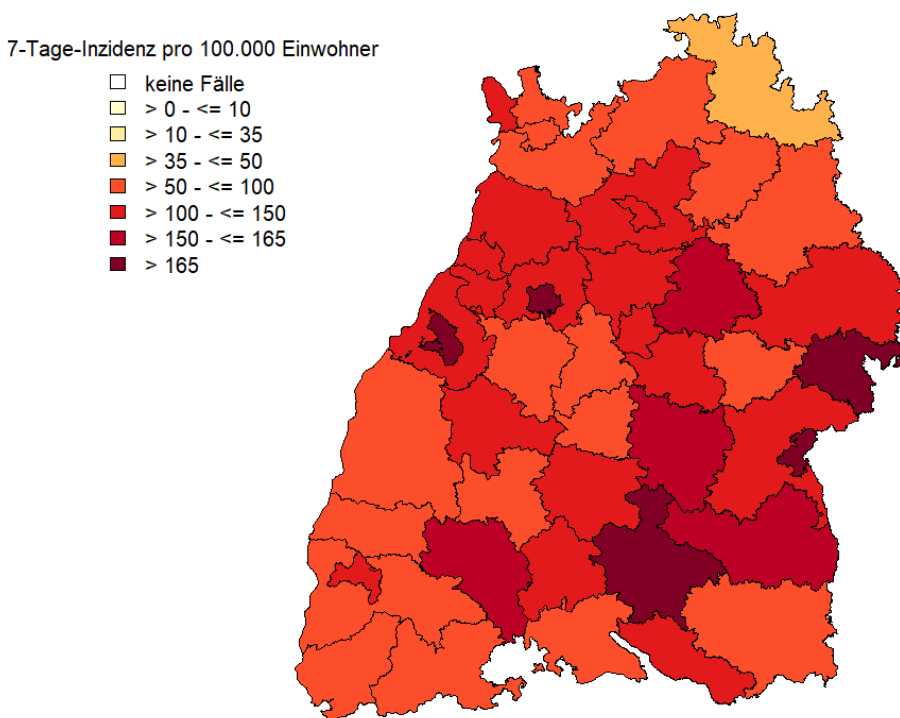 7-Tage-Inzidenz pro 100.000 Einwohner
keine Fälle
> 0 - <= 10
> 10 - <= 35
> 35 - <= 50
> 50 - <= 100
> 100 - <= 150
> 150 - <= 165
> 165